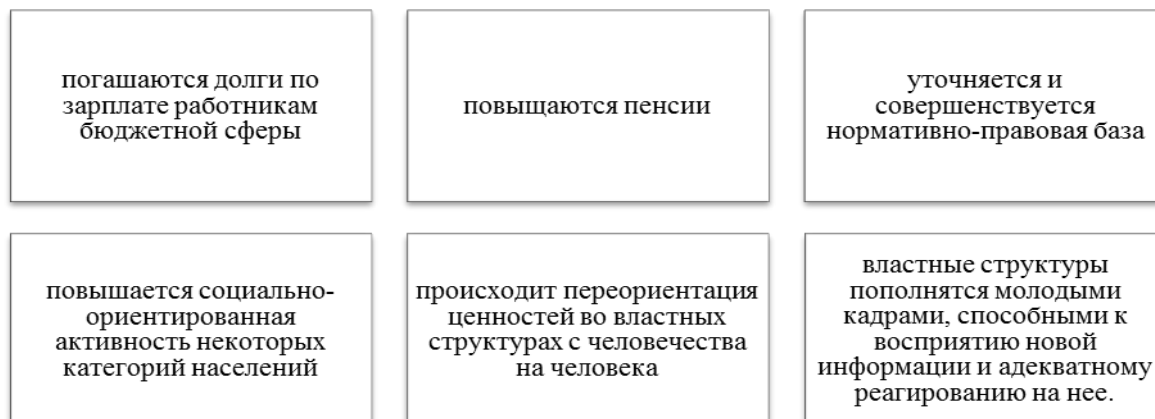 погашаются долги по
зарплате работникам
бюджетной сферы
повыщаются пенсии
уточняется и
совершенствуется
нормативно-правовая база
повышается социально-
ориентированная
активность некоторых
категорий населений
происходит переориентация
ценностей во властных
структурах с человечества
на человека
властные структуры
пополнятся молодыми
кадрами, способными к
восприятию новой
информации и адекватному
реагированию на нее.